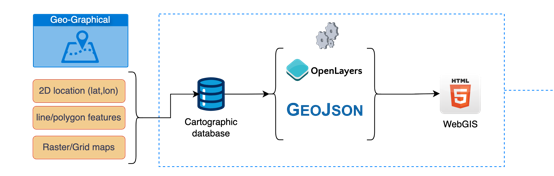 Geo-Graphical
2D location (lat,lon)
line/polygon features
Raster/Grid maps
Cartographic
database
OpenLayers
GEOJSON
HTML
5
WebGIS